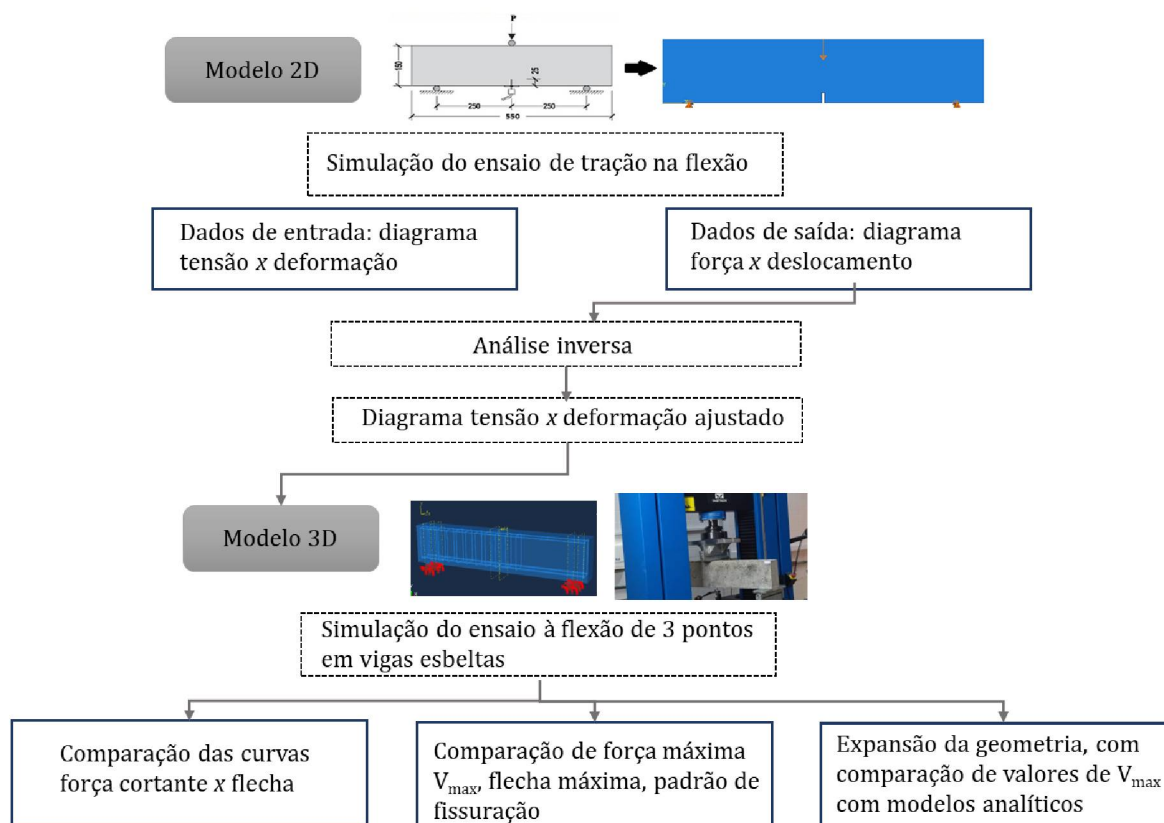 P
Modelo 2D
150
25
250
250
550
Simulação do ensaio de tração na flexão
Dados de entrada: diagrama
tensão x deformação
Dados de saída: diagrama
força x deslocamento
Análise inversa
Diagrama tensão x deformação ajustado
Modelo 3D
Simulação do ensaio à flexão de 3 pontos
em vigas esbeltas
Comparação das curvas
força cortante x flecha
Comparação de força máxima
Vmax, flecha máxima, padrão de
fissuração
Expansão da geometria, com
comparação de valores de Vmax
com modelos analíticos